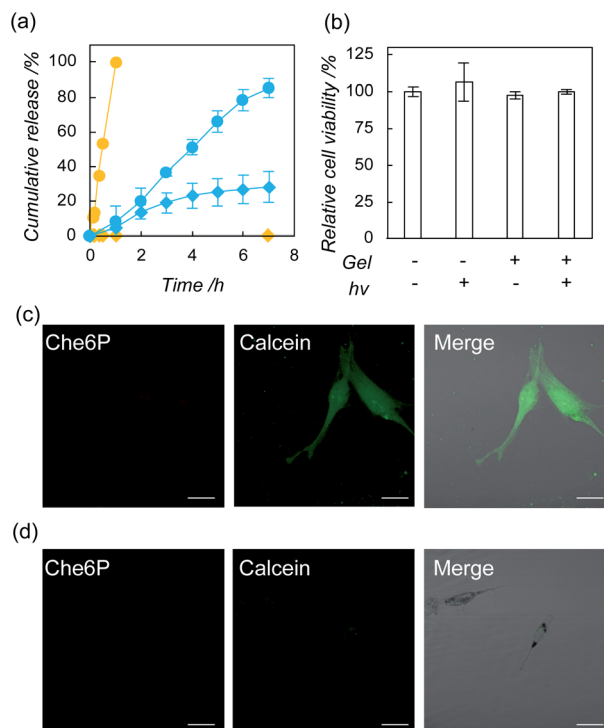 (a)
Cumulative release /%
100
80
60
40
20
0
0
2
4
6
8
Time /h
(b)
Relative cell viability /%
125
100
75
50
25
0
Gel - - + +
hv - + - +
(c)
Che6P
Calcein
Merge
(d)
Che6P
Calcein
Merge